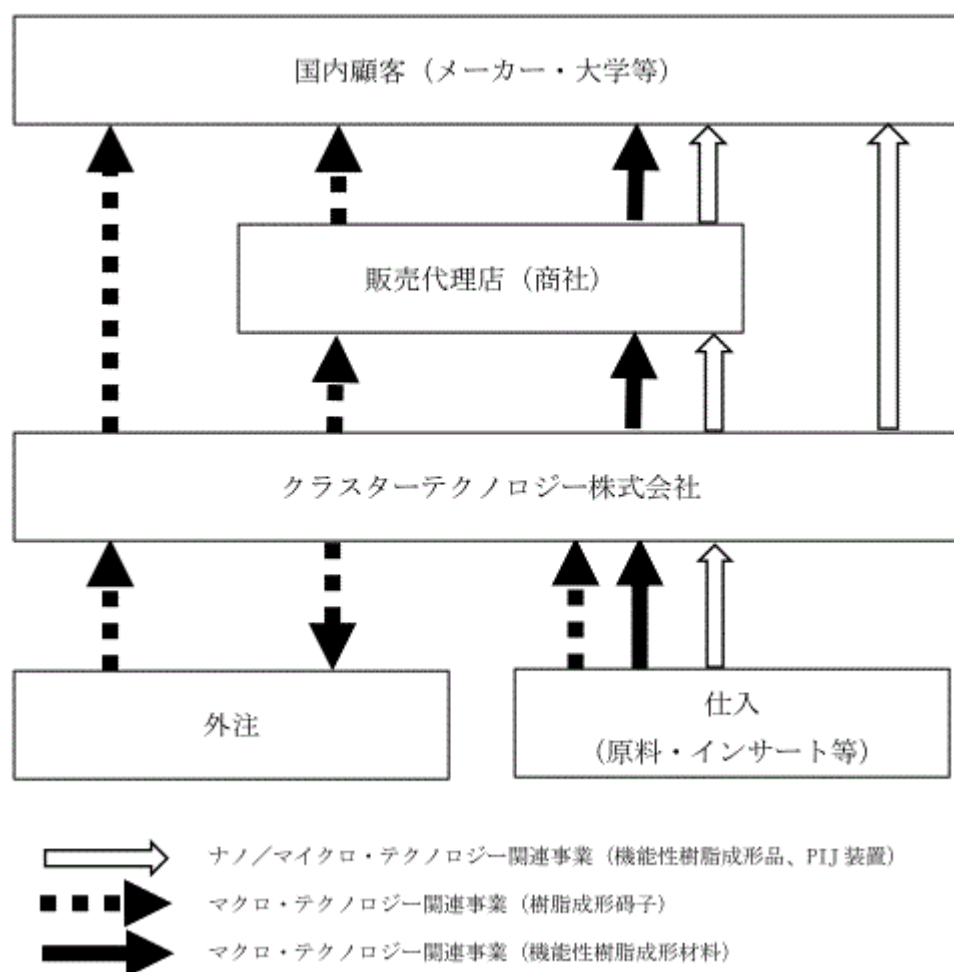 国内顧客（メーカー・大学等）
販売代理店（商社）
クラスターテクノロジー株式会社
外注
仕入
（原料・インサート等）
ナノ／マイクロ・テクノロジー関連事業（機能性樹脂成形品、PIJ 装置）
マクロ・テクノロジー関連事業（樹脂成形碍子）
マクロ・テクノロジー関連事業（機能性樹脂成形材料）